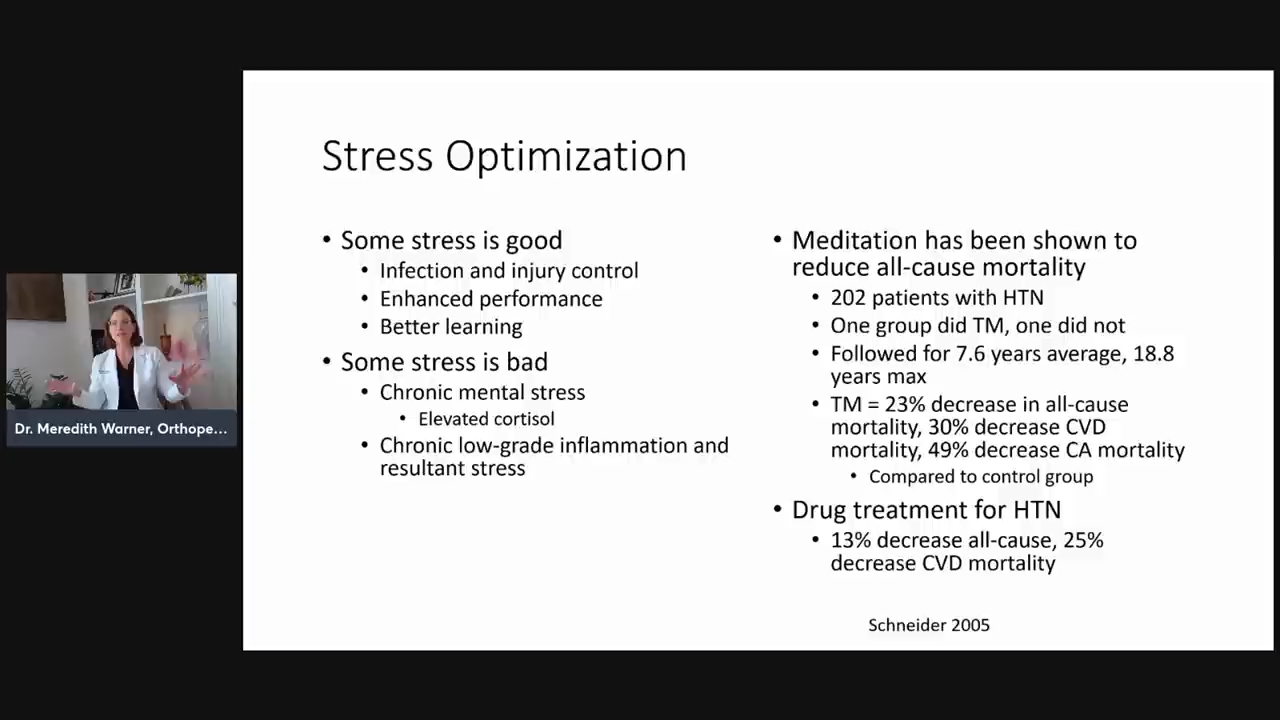 Stress Optimization
• Some stress is good
• Infection and injury control
• Enhanced performance
• Better learning
• Some stress is bad
• Chronic mental stress
• Elevated cortisol
• Chronic low-grade inflammation and
resultant stress
• Meditation has been shown to
reduce all-cause mortality
• 202 patients with HTN
• One group did TM, one did not
• Followed for 7.6 years average, 18.8
years max
• TM = 23% decrease in all-cause
mortality, 30% decrease CVD
mortality, 49% decrease CA mortality
• Compared to control group
• Drug treatment for HTN
• 13% decrease all-cause, 25%
decrease CVD mortality
Schneider 2005
Dr. Meredith Warner, Orthope...